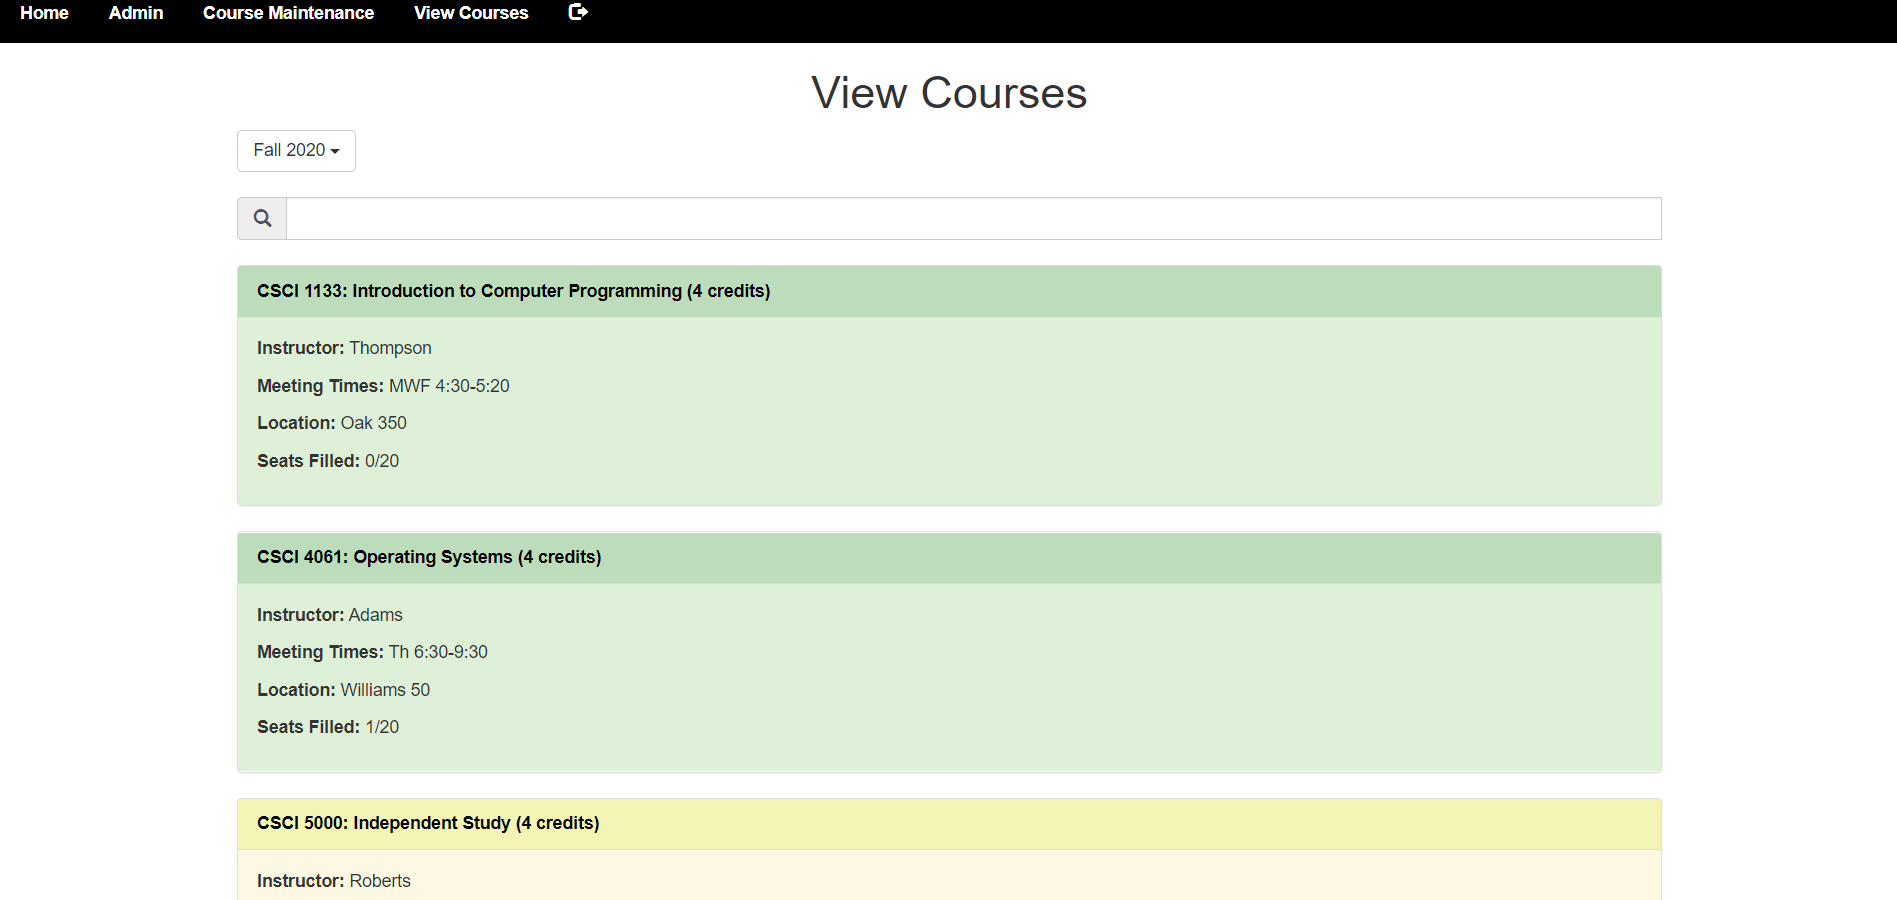 Home Admin Course Maintenance View Courses
View Courses
Fall 2020
CSCI 1133: Introduction to Computer Programming (4 credits)
Instructor: Thompson
Meeting Times: MWF 4:30-5:20
Location: Oak 350
Seats Filled: 0/20
CSCI 4061: Operating Systems (4 credits)
Instructor: Adams
Meeting Times: Th 6:30-9:30
Location: Williams 50
Seats Filled: 1/20
CSCI 5000: Independent Study (4 credits)
Instructor: Roberts